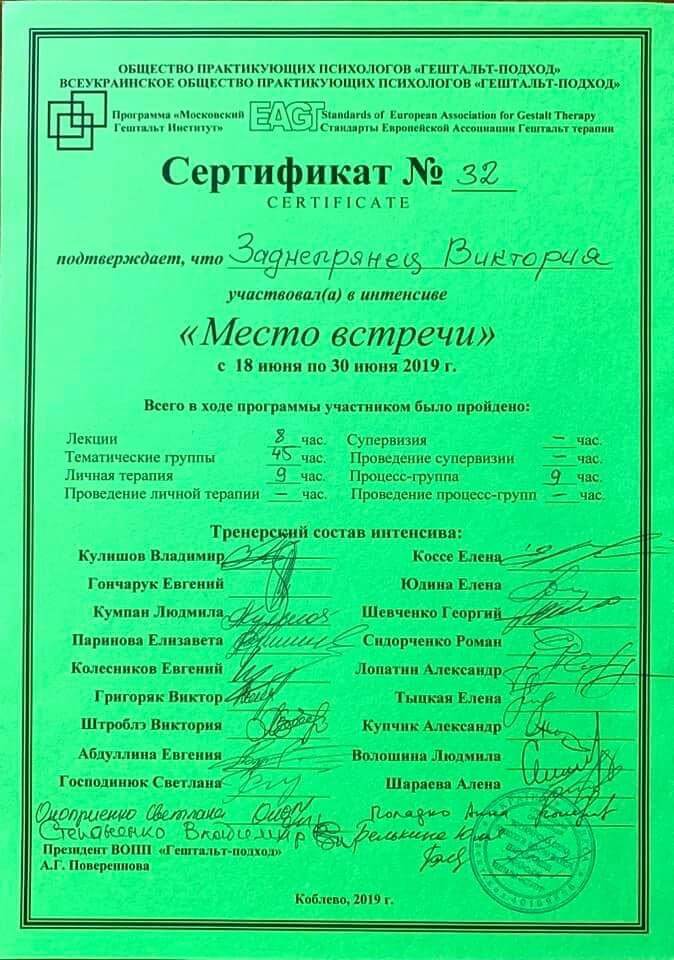 ОБЩЕСТВО ПРАКТИКУЮЩИХ ПСИХОЛОГОВ «ГЕШТАЛЬТ-ПОДХОД»
ВСЕУКРАИНСКОЕ ОБЩЕСТВО ПРАКТИКУЮЩИХ ПСИХОЛОГОВ «ГЕШТАЛЬТ-ПОДХОД»
Программа «Московский Гештальт Институт»
EAGT
Standards of European Association for Gestalt Therapy
Стандарты Европейской Ассоциации Гештальт терапии
Сертификат № 32
CERTIFICATE
подтверждает, что Заднепрянец Виктория
участвовал(а) в интенсиве
«Место встречи»
с 18 июня по 30 июня 2019 г.
Всего в ходе программы участником было пройдено:
Лекции 8 час. Супервизия — час.
Тематические группы 45 час. Проведение супервизии — час.
Личная терапия 9 час. Процесс-группа 9 час.
Проведение личной терапии — час. Проведение процесс-групп — час.
Тренерский состав интенсива:
Кулишов Владимир Коссе Елена
Гончарук Евгений Юдина Елена
Кумпан Людмила Шевченко Георгий
Паринова Елизавета Сидорченко Роман
Колесников Евгений Лопатин Александр
Григоряк Виктор Тыцкая Елена
Штроблэ Виктория Купчик Александр
Абдуллина Евгения Волошина Людмила
Господинюк Светлана Шараева Алена
Оноприенко Светлана
Владимир
Президент ВОПП «Гештальт-подход»
А.Г. Повереннова
Коблево, 2019 г.